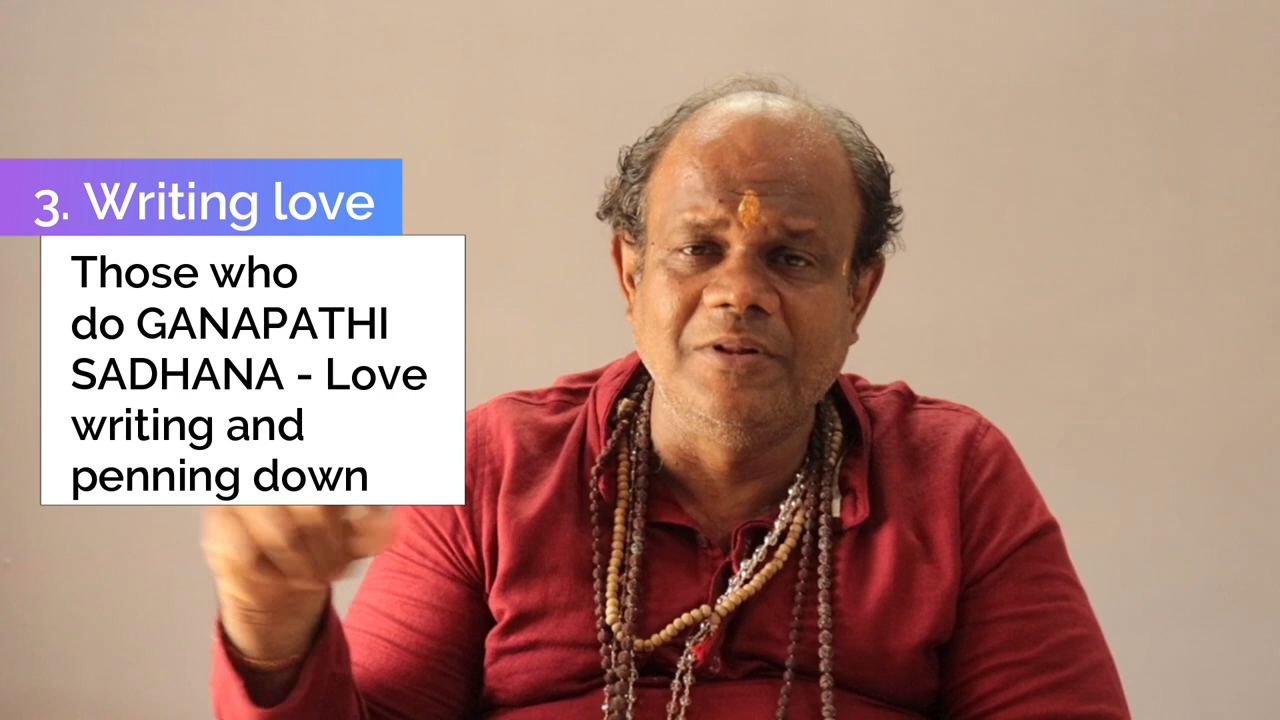 3. Writing love
Those who
do GANAPATHI
SADHANA - Love
writing and
penning down